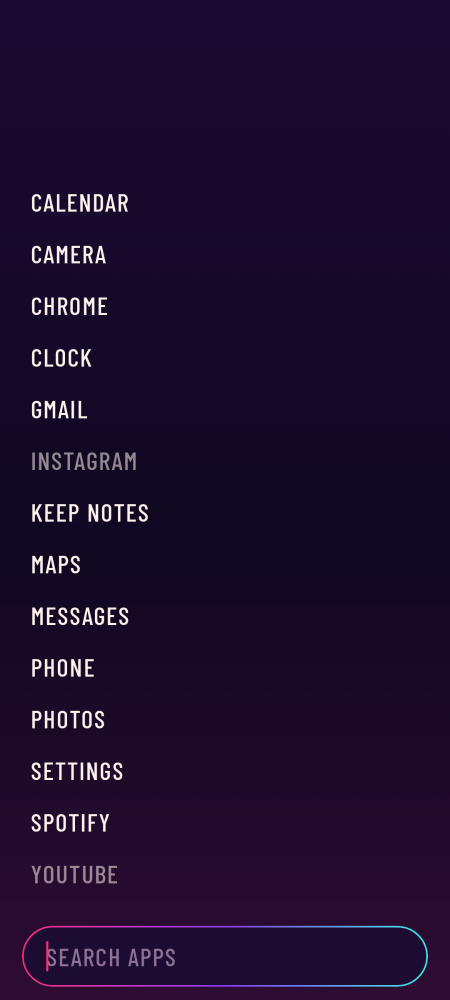 CALENDAR
CAMERA
CHROME
CLOCK
GMAIL
INSTAGRAM
KEEP NOTES
MAPS
MESSAGES
PHONE
PHOTOS
SETTINGS
SPOTIFY
YOUTUBE
SEARCH APPS